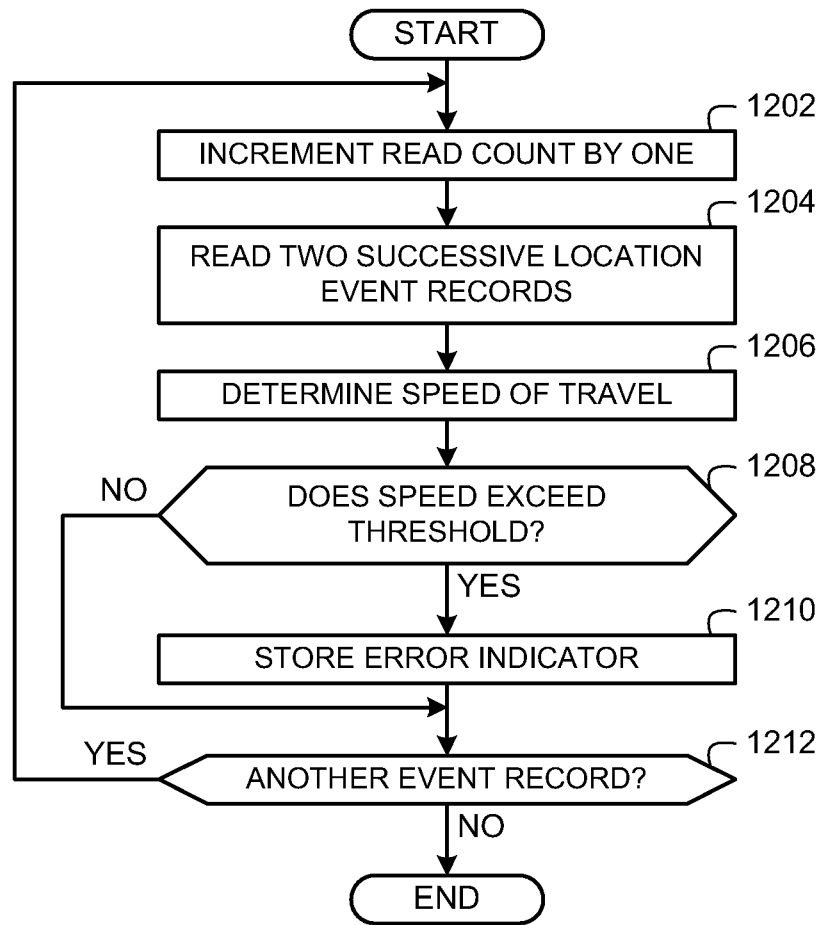 START
1202
INCREMENT READ COUNT BY ONE
1204
READ TWO SUCCESSIVE LOCATION
EVENT RECORDS
1206
DETERMINE SPEED OF TRAVEL
1208
NO
DOES SPEED EXCEED
THRESHOLD?
YES
1210
STORE ERROR INDICATOR
1212
YES
ANOTHER EVENT RECORD?
NO
END